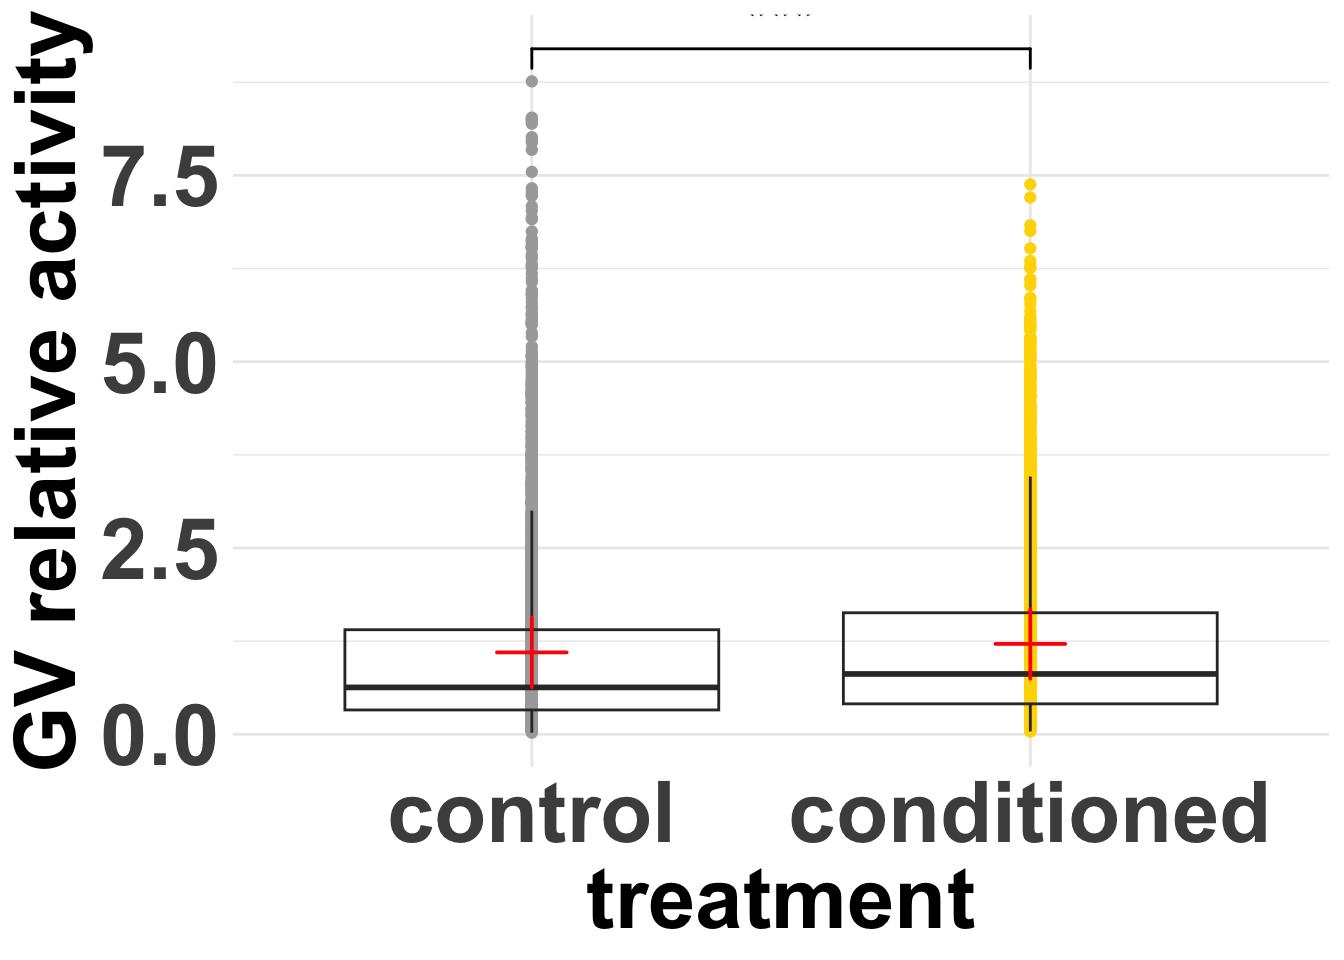 GV relative activity
7.5
5.0
2.5
0.0
control conditioned
treatment